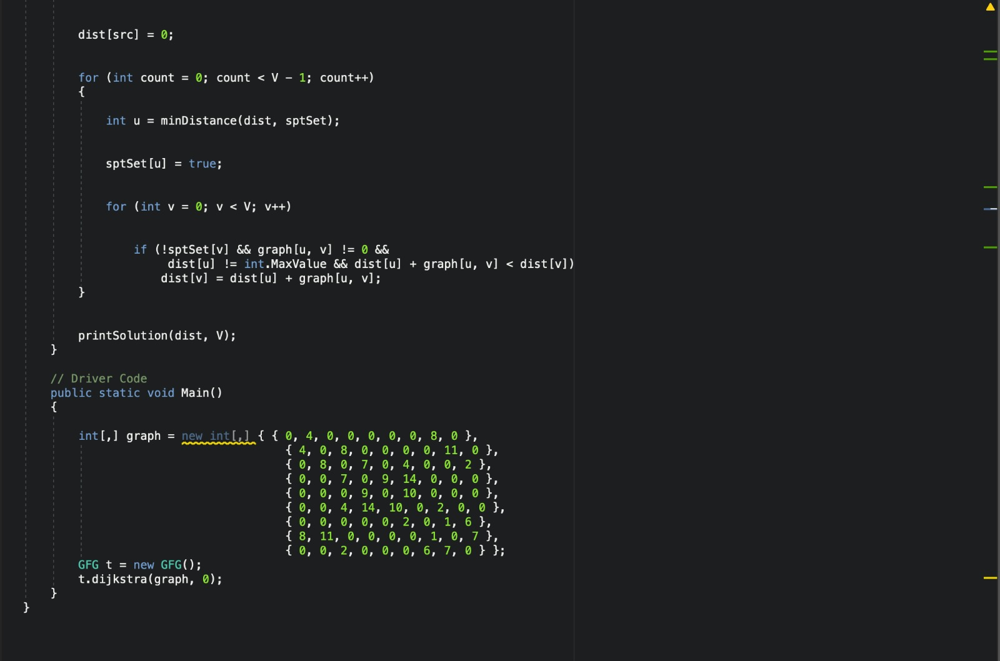 dist[src] = 0;
for (int count = 0; count < V - 1; count++)
{
int u = minDistance(dist, sptSet);
sptSet[u] = true;
for (int v = 0; v < V; v++)
if (!sptSet[v] && graph[u, v] != 0 &&
dist[u] != int.MaxValue && dist[u] + graph[u, v] < dist[v])
dist[v] = dist[u] + graph[u, v];
}
printSolution(dist, V);
}
// Driver Code
public static void Main()
{
int[,] graph = new int[,] { { 0, 4, 0, 0, 0, 0, 0, 8, 0 },
{ 4, 0, 8, 0, 0, 0, 0, 11, 0 },
{ 0, 8, 0, 7, 0, 4, 0, 0, 2 },
{ 0, 0, 7, 0, 9, 14, 0, 0, 0 },
{ 0, 0, 0, 9, 0, 10, 0, 0, 0 },
{ 0, 0, 4, 14, 10, 0, 2, 0, 0 },
{ 0, 0, 0, 0, 0, 2, 0, 1, 6 },
{ 8, 11, 0, 0, 0, 0, 1, 0, 7 },
{ 0, 0, 2, 0, 0, 0, 6, 7, 0 } };
GFG t = new GFG();
t.dijkstra(graph, 0);
}
}